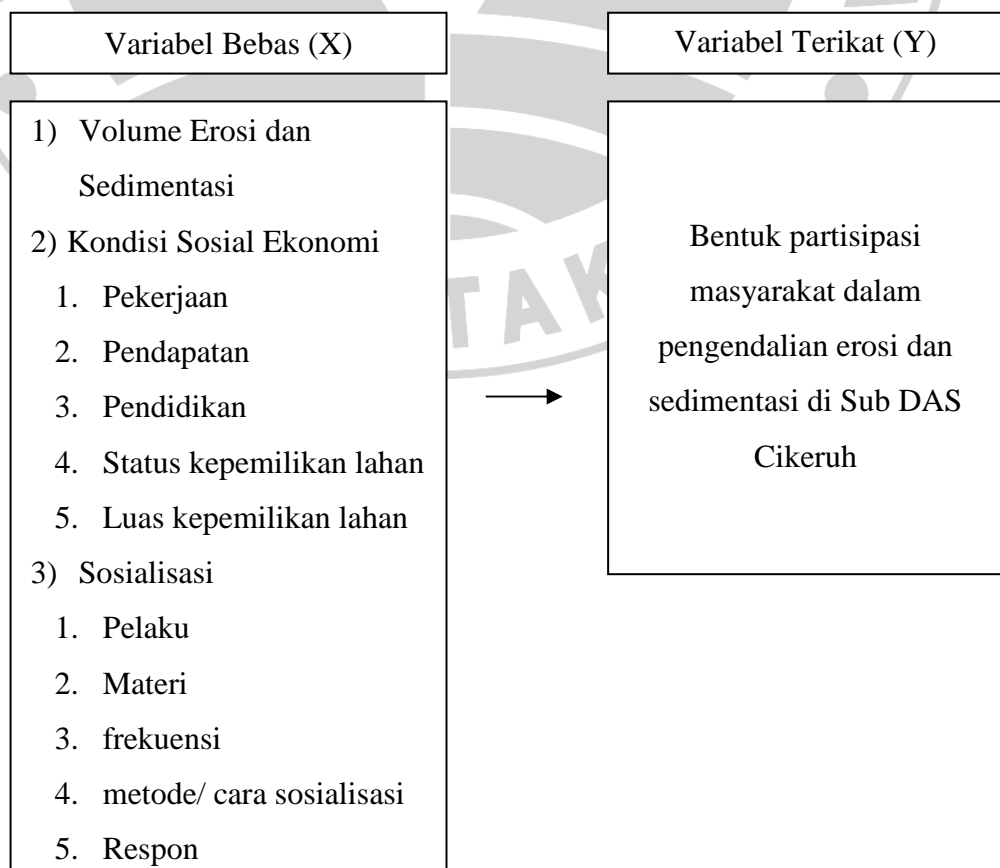 Variabel Bebas (X)
1) Volume Erosi dan
Sedimentasi
2) Kondisi Sosial Ekonomi
1. Pekerjaan
2. Pendapatan
3. Pendidikan
4. Status kepemilikan lahan
5. Luas kepemilikan lahan
3) Sosialisasi
1. Pelaku
2. Materi
3. frekuensi
4. metode/ cara sosialisasi
5. Respon
Variabel Terikat (Y)
Bentuk partisipasi
masyarakat dalam
pengendalian erosi dan
sedimentasi di Sub DAS
Cikeruh